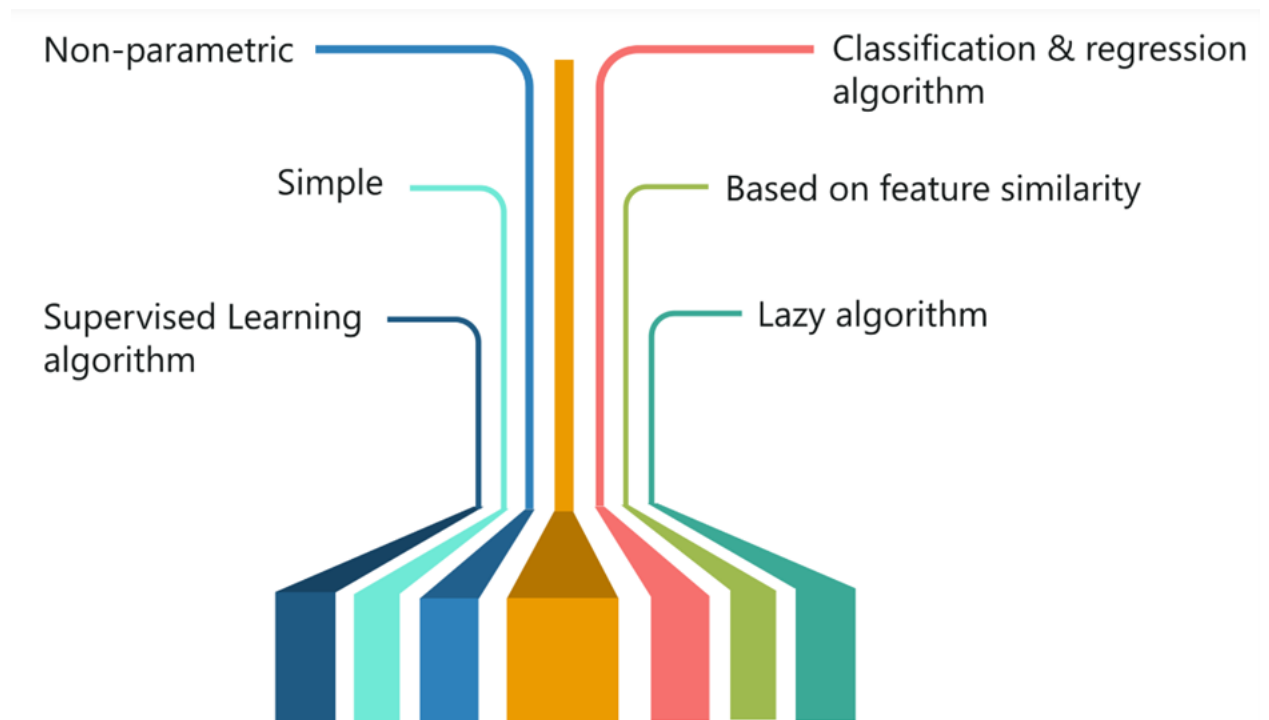 Non-parametric
Classification & regression
algorithm
Simple
Based on feature similarity
Supervised Learning
algorithm
Lazy algorithm